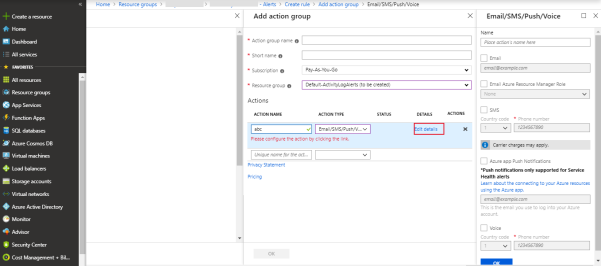 Home > Resource groups > - Alerts > Create rule > Add action group > Email/SMS/Push/Voice
Create a resource
Home
Dashboard
All services
FAVORITES
All resources
Resource groups
App Services
Function Apps
SQL databases
Azure Cosmos DB
Virtual machines
Load balancers
Storage accounts
Virtual networks
Azure Active Directory
Monitor
Advisor
Security Center
Cost Management + Bi...
Add action group
* Action group name
* Short name
* Subscription
Pay-As-You-Go
* Resource group
Default-ActivityLogAlerts (to be created)
Actions
ACTION NAME ACTION TYPE STATUS DETAILS ACTIONS
abc Email/SMS/Push/V... Edit details
Please configure the action by clicking the link.
Unique name for the act...
Privacy Statement
Pricing
OK
Email/SMS/Push/Voice
Name
Place action's name here
Email
email@example.com
Email Azure Resource Manager Role
Name
SMS
Country code * Phone number
1 1234567890
Carrier charges may apply.
Azure app Push Notifications
*Push notifications only supported for Service
Health alerts
Learn about the connecting to your Azure resources
using the Azure app.
email@example.com
This is the email you use to log into your Azure
account.
Voice
Country code * Phone number
1 1234567890
OK